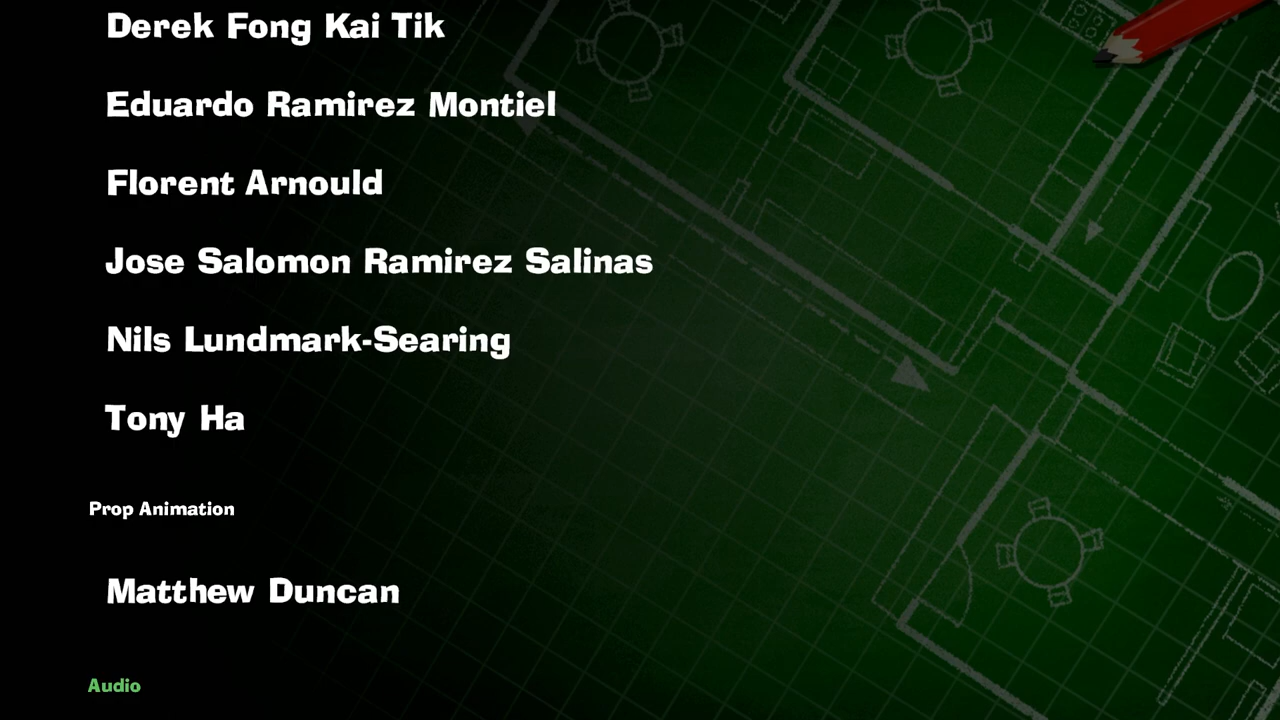 Derek Fong Kai Tik
Eduardo Ramirez Montiel
Florent Arnould
Jose Salomon Ramirez Salinas
Nils Lundmark-Searing
Tony Ha
Prop Animation
Matthew Duncan
Audio